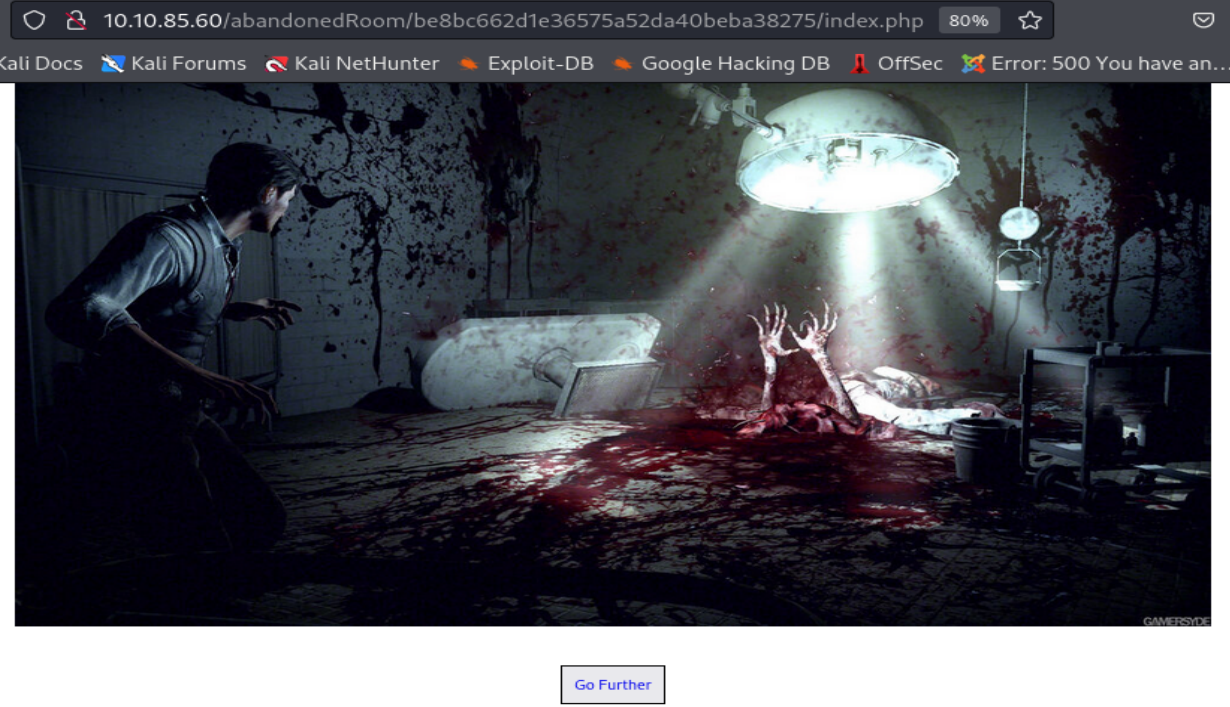 10.10.85.60/abandonedRoom/be8bc662d1e36575a52da40beba38275/index.php 80%
Kali Docs Kali Forums Kali NetHunter Exploit-DB Google Hacking DB OffSec Error: 500 You have an...
GAMERSYDE
Go Further